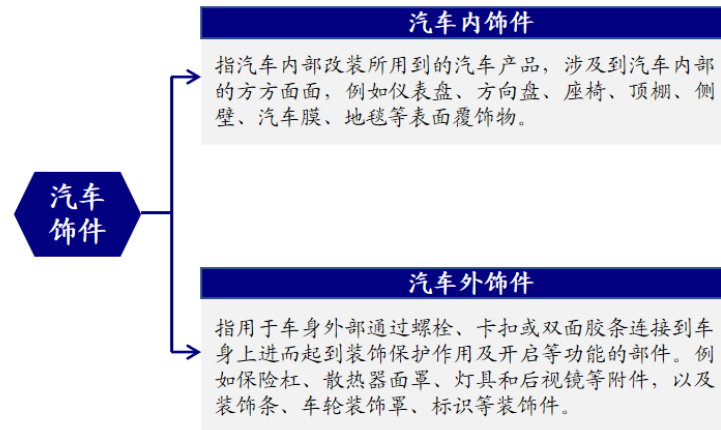 汽车内饰件
指汽车内部改装所用到的汽车产品，涉及到汽车内部
的方方面面，例如仪表盘、方向盘、座椅、顶棚、侧
壁、汽车膜、地毯等表面覆饰物。
汽车
饰件
汽车外饰件
指用于车身外部通过螺栓、卡扣或双面胶条连接到车
身上进而起到装饰保护作用及开启等功能的部件。例
如保险杠、散热器面罩、灯具和后视镜等附件，以及
装饰条、车轮装饰罩、标识等装饰件。